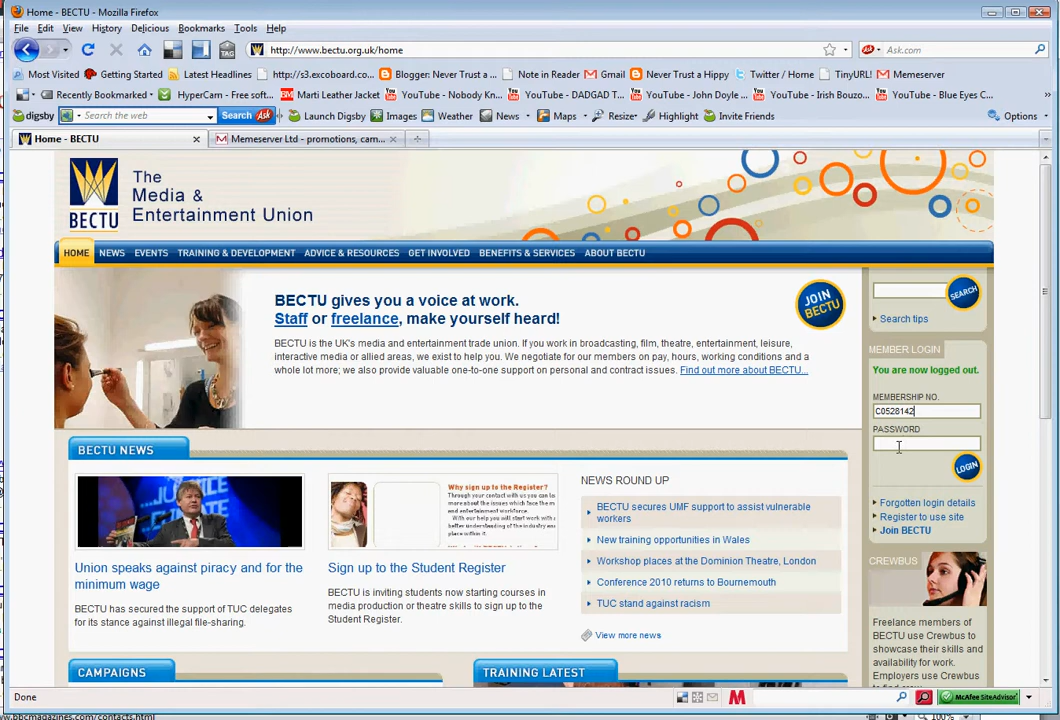 Home - BECTU - Mozilla Firefox
File Edit View History Delicious Bookmarks Tools Help
http://www.bectu.org.uk/home
Ask.com
Most Visited Getting Started Latest Headlines http://s3.excoboard.com... Blogger: Never Trust a ... Note in Reader Gmail Never Trust a Hippy Twitter / Home TinyURL! Memeserver
Recently Bookmarked HyperCam - Free soft... Marti Leather Jacket YouTube - Nobody Kn... YouTube - DADGAD T... YouTube - John Doyle ... YouTube - Irish Bouzo... YouTube - Blue Eyes C...
digsby Search the web Search Launch Digsby Images Weather News Maps Resize Highlight Invite Friends Options
Home - BECTU
Memeserver Ltd - promotions, cam...
The
Media &
Entertainment Union
BECTU
HOME NEWS EVENTS TRAINING & DEVELOPMENT ADVICE & RESOURCES GET INVOLVED BENEFITS & SERVICES ABOUT BECTU
BECTU gives you a voice at work.
Staff or freelance, make yourself heard!
BECTU is the UK's media and entertainment trade union. If you work in broadcasting, film, theatre, entertainment, leisure,
interactive media or allied areas, we exist to help you. We negotiate for our members on pay, hours, working conditions and a
whole lot more; we also provide valuable one-to-one support on personal and contract issues. Find out more about BECTU...
JOIN
BECTU
SEARCH
Search tips
MEMBER LOGIN
You are now logged out.
MEMBERSHIP NO.
C0528142
PASSWORD
LOGIN
Forgotten login details
Register to use site
Join BECTU
BECTU NEWS
Union speaks against piracy and for the
minimum wage
BECTU has secured the support of TUC delegates
for its stance against illegal file-sharing.
Why sign up to the Register?
Sign up to the Student Register
BECTU is inviting students now starting courses in
media production or theatre skills to sign up to the
Student Register.
NEWS ROUND UP
BECTU secures UMF support to assist vulnerable
workers
New training opportunities in Wales
Workshop places at the Dominion Theatre, London
Conference 2010 returns to Bournemouth
TUC stand against racism
View more news
CREWBUS
Freelance members of
BECTU use Crewbus to
showcase their skills and
availability for work.
Employers use Crewbus
CAMPAIGNS
TRAINING LATEST
Done
McAfee SiteAdvisor
100%